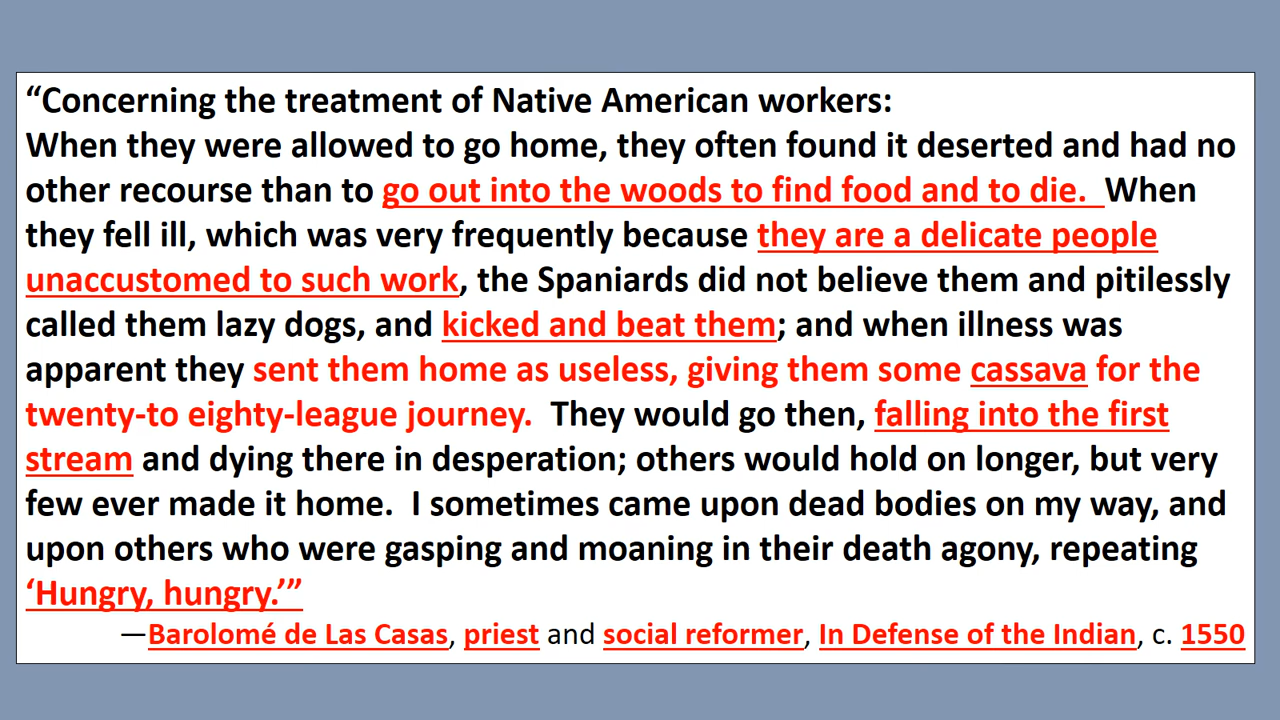 “Concerning the treatment of Native American workers:
When they were allowed to go home, they often found it deserted and had no
other recourse than to go out into the woods to find food and to die.  When
they fell ill, which was very frequently because they are a delicate people
unaccustomed to such work, the Spaniards did not believe them and pitilessly
called them lazy dogs, and kicked and beat them; and when illness was
apparent they sent them home as useless, giving them some cassava for the
twenty-to eighty-league journey.  They would go then, falling into the first
stream and dying there in desperation; others would hold on longer, but very
few ever made it home.  I sometimes came upon dead bodies on my way, and
upon others who were gasping and moaning in their death agony, repeating
‘Hungry, hungry.’”
—Barolomé de Las Casas, priest and social reformer, In Defense of the Indian, c. 1550